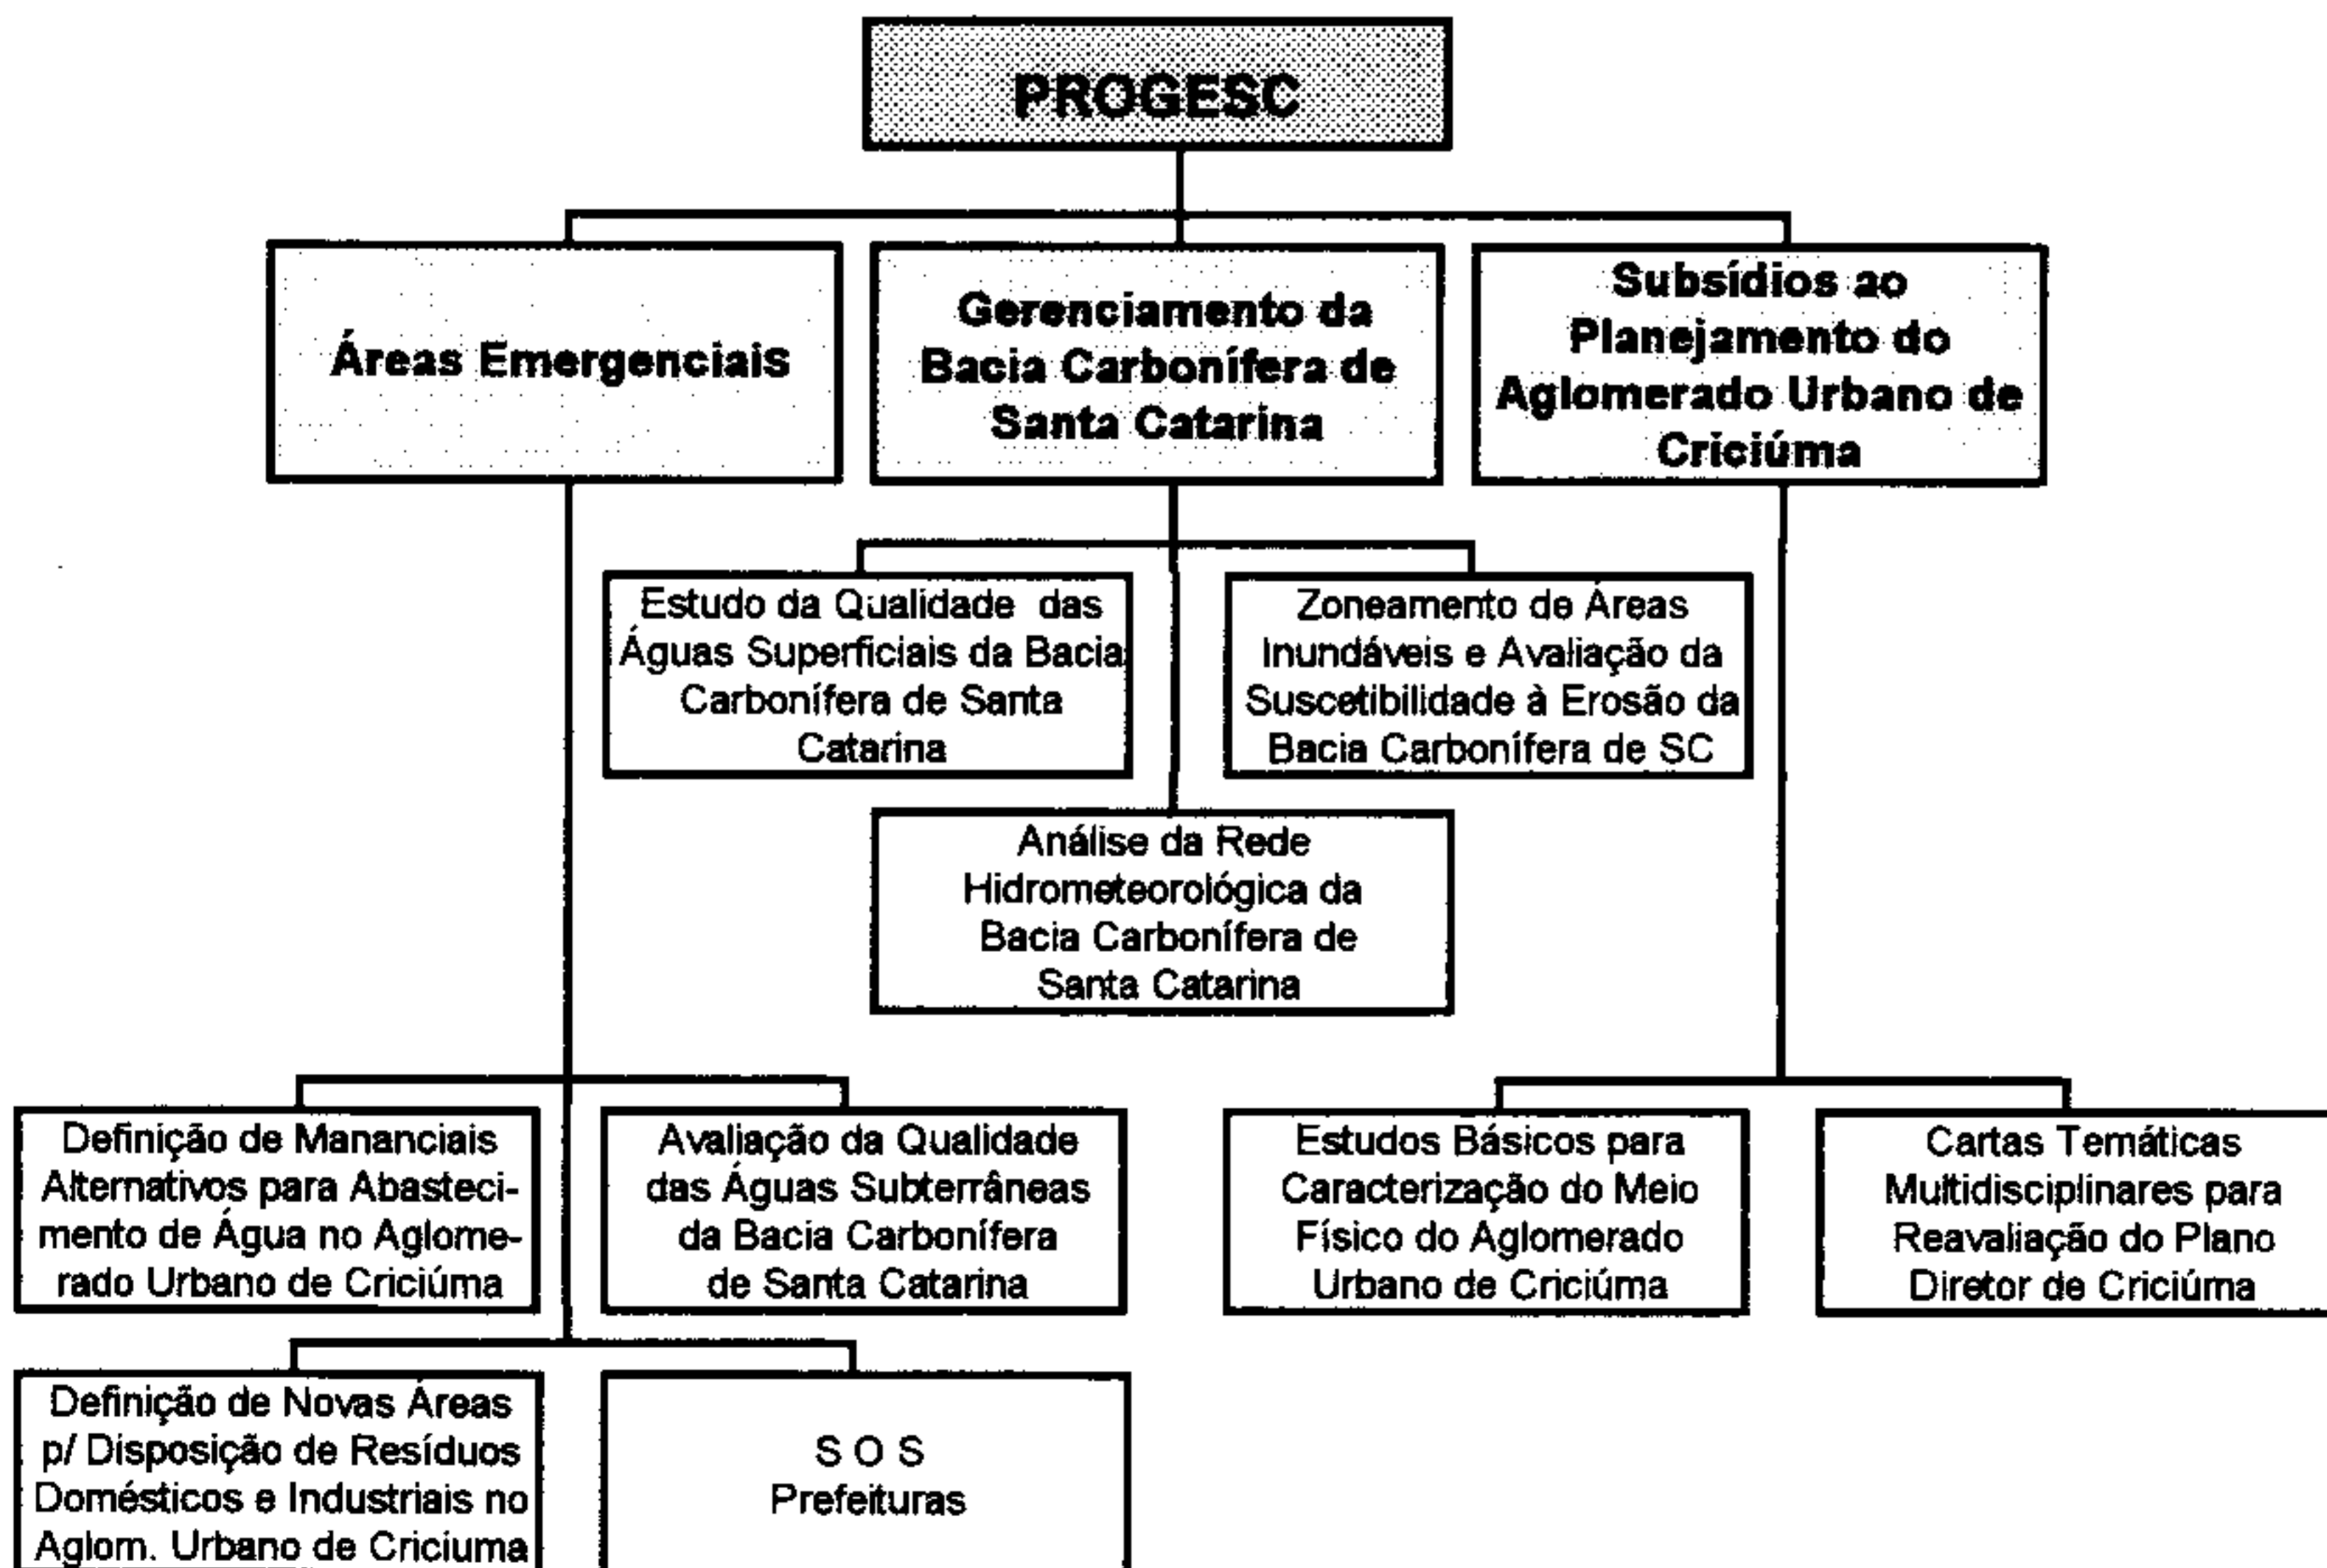 PROGESC
Áreas Emergenciais
Gerenciamento da
Bacia Carbonífera de
Santa Catarina
Subsídios ao
Planejamento do
Aglomerado Urbano de
Criciúma
Estudo da Qualidade das
Águas Superficiais da Bacia
Carbonífera de Santa
Catarina
Zoneamento de Áreas
Inundáveis e Avaliação da
Suscetibilidade à Erosão da
Bacia Carbonífera de SC
Análise da Rede
Hidrometeorológica da
Bacia Carbonífera de
Santa Catarina
Definição de Mananciais
Alternativos para Abasteci-
mento de Água no Aglome-
rado Urbano de Criciúma
Avaliação da Qualidade
das Águas Subterrâneas
da Bacia Carbonífera
de Santa Catarina
Estudos Básicos para
Caracterização do Meio
Físico do Aglomerado
Urbano de Criciúma
Cartas Temáticas
Multidisciplinares para
Reavaliação do Plano
Diretor de Criciúma
Definição de Novas Áreas
p/ Disposição de Resíduos
Domésticos e Industriais no
Aglom. Urbano de Criciuma
S O S
Prefeituras